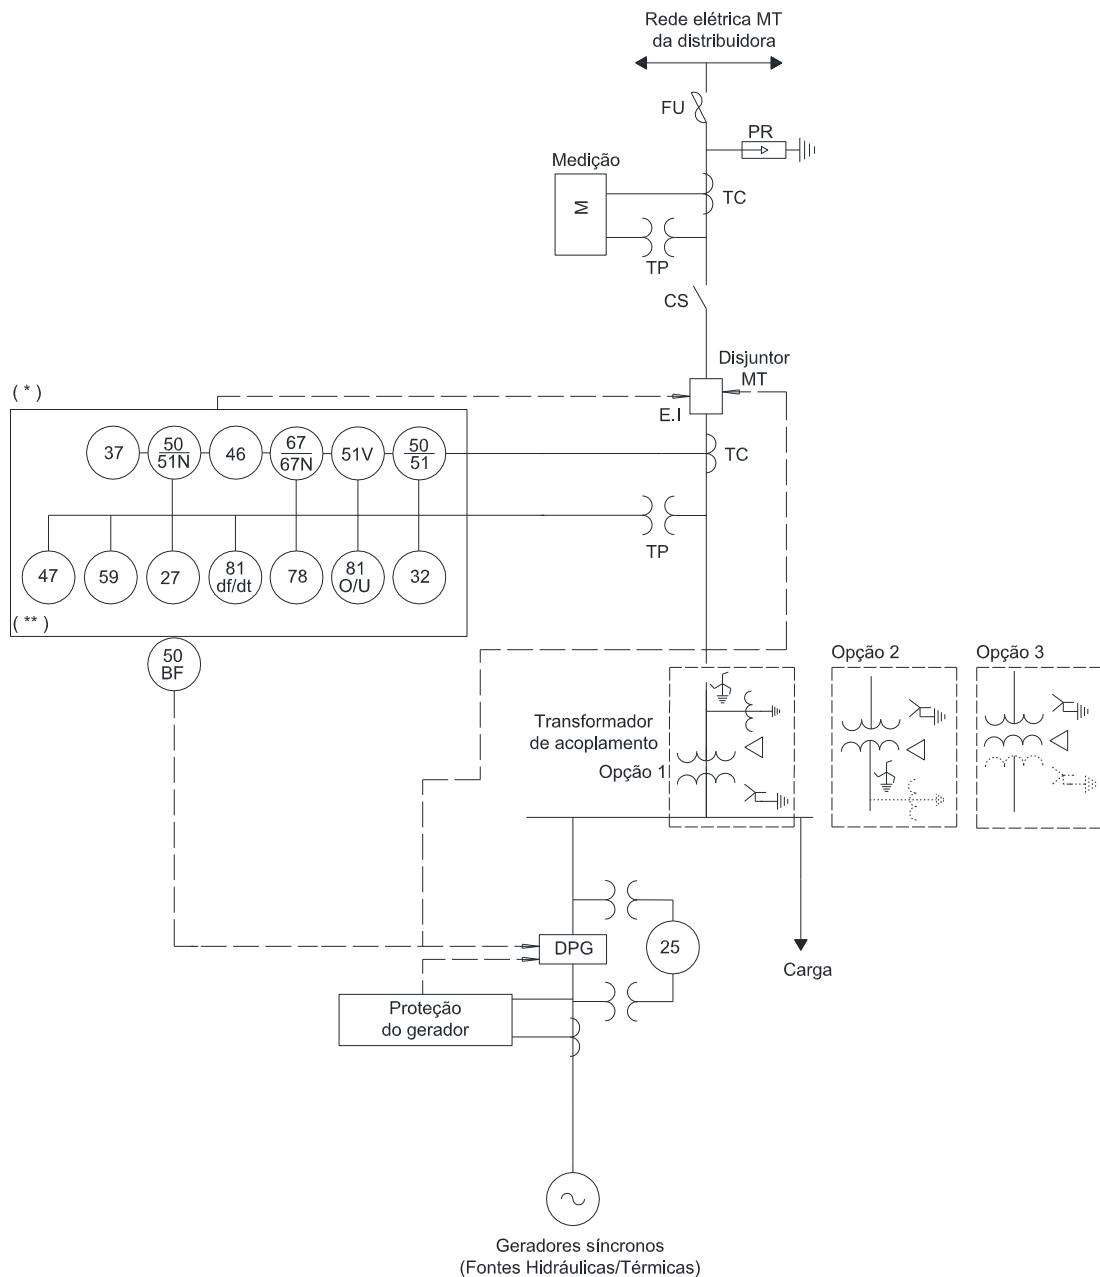 Rede elétrica MT
da distribuidora
FU
PR
Medição
M
TC
TP
CS
Disjuntor
MT
E.I
( * )
37
50
51N
46
67
67N
51V
50
51
TC
TP
47
59
27
81
df/dt
78
81
O/U
32
( ** )
50
BF
Transformador
de acoplamento
Opção 1
Opção 2
Opção 3
DPG
25
Carga
Proteção
do gerador
Geradores síncronos
(Fontes Hidráulicas/Térmicas)